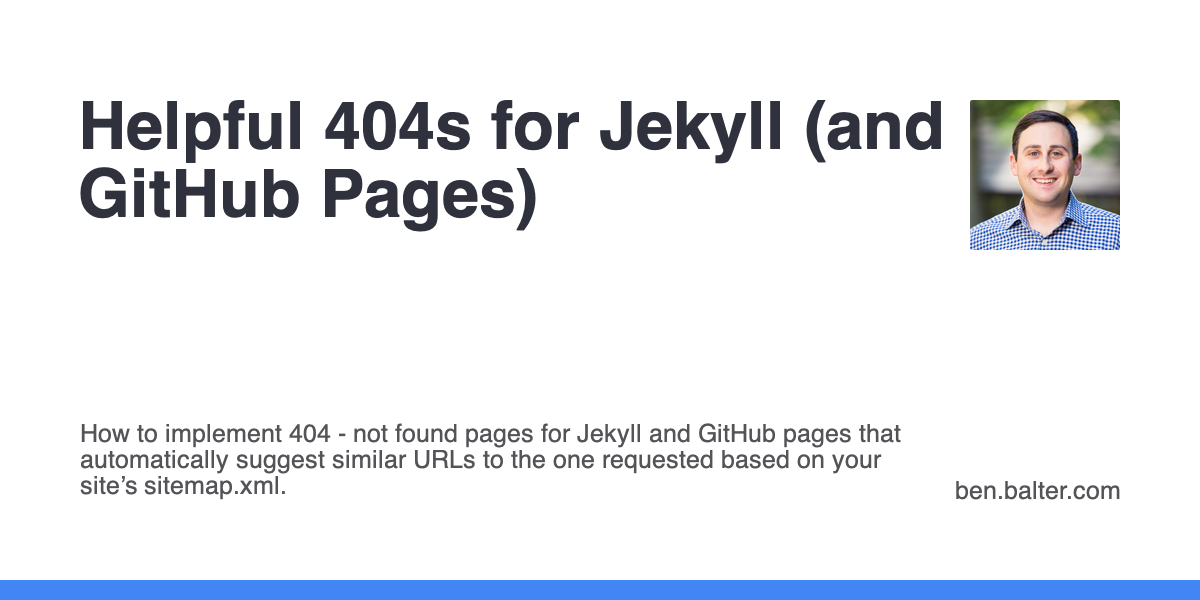 Helpful 404s for Jekyll (and
GitHub Pages)
How to implement 404 - not found pages for Jekyll and GitHub pages that
automatically suggest similar URLs to the one requested based on your
site’s sitemap.xml.
ben.balter.com